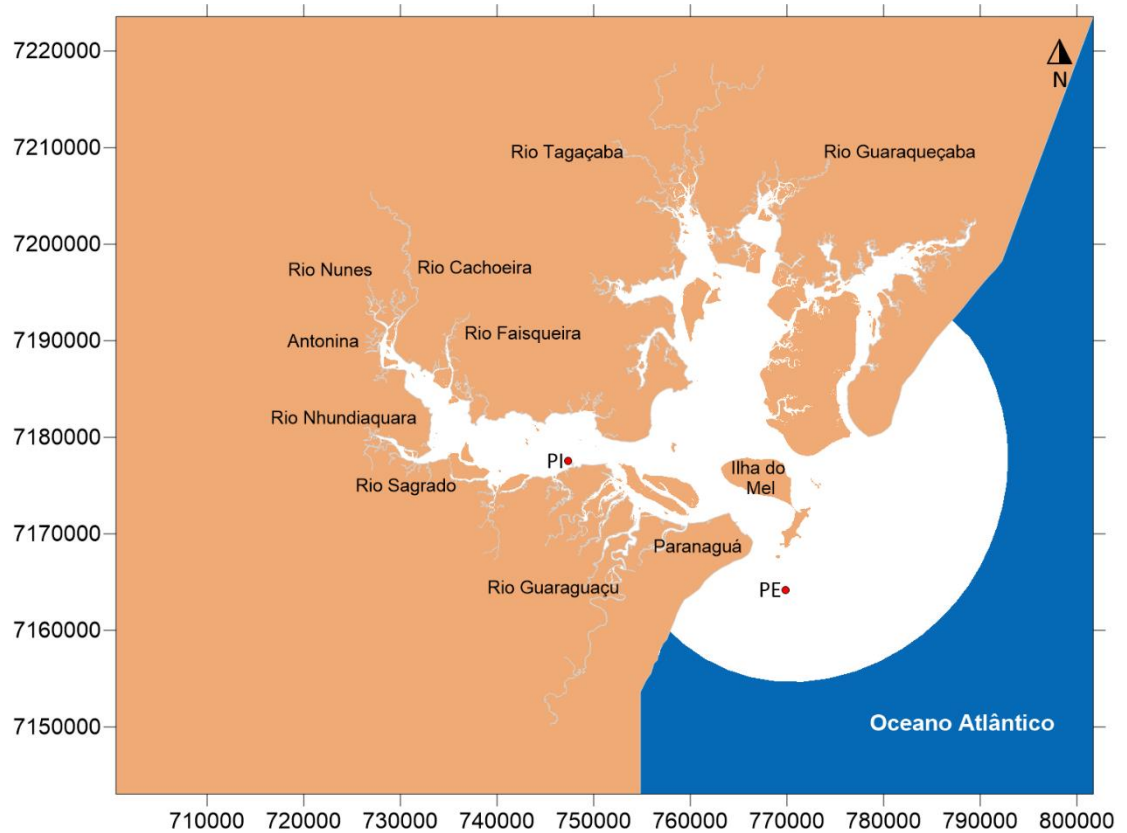 7220000
N
7210000
Rio Tagaçaba
Rio Guaraqueçaba
7200000
Rio Nunes
Rio Cachoeira
7190000
Antonina
Rio Faisqueira
7180000
Rio Nhundiaquara
PI
Ilha do
Mel
Rio Sagrado
7170000
Paranaguá
Rio Guaraguaçu
PE
7160000
7150000
Oceano Atlântico
710000 720000 730000 740000 750000 760000 770000 780000 790000 800000